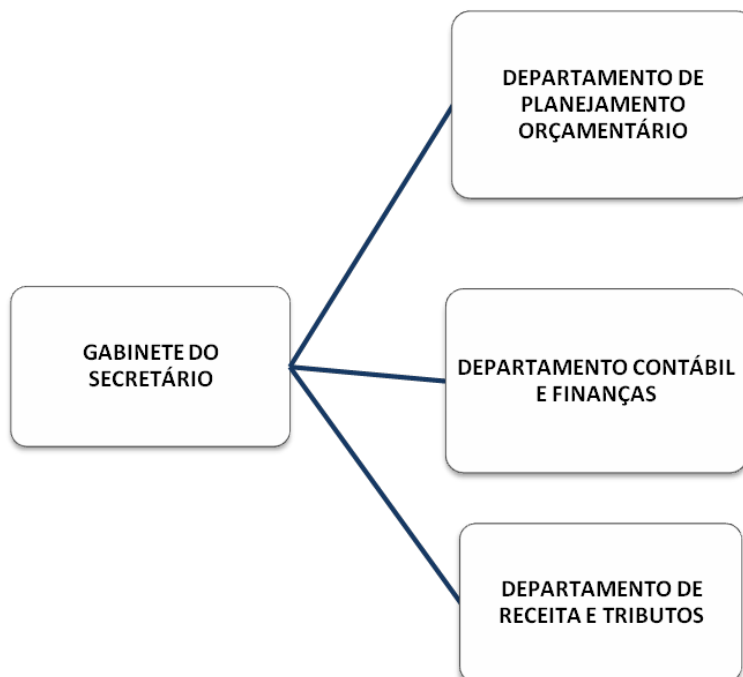 DEPARTAMENTO DE
PLANEJAMENTO
ORÇAMENTÁRIO
GABINETE DO
SECRETÁRIO
DEPARTAMENTO CONTÁBIL
E FINANÇAS
DEPARTAMENTO DE
RECEITA E TRIBUTOS